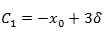 C₁ = −x₀ + 3δ